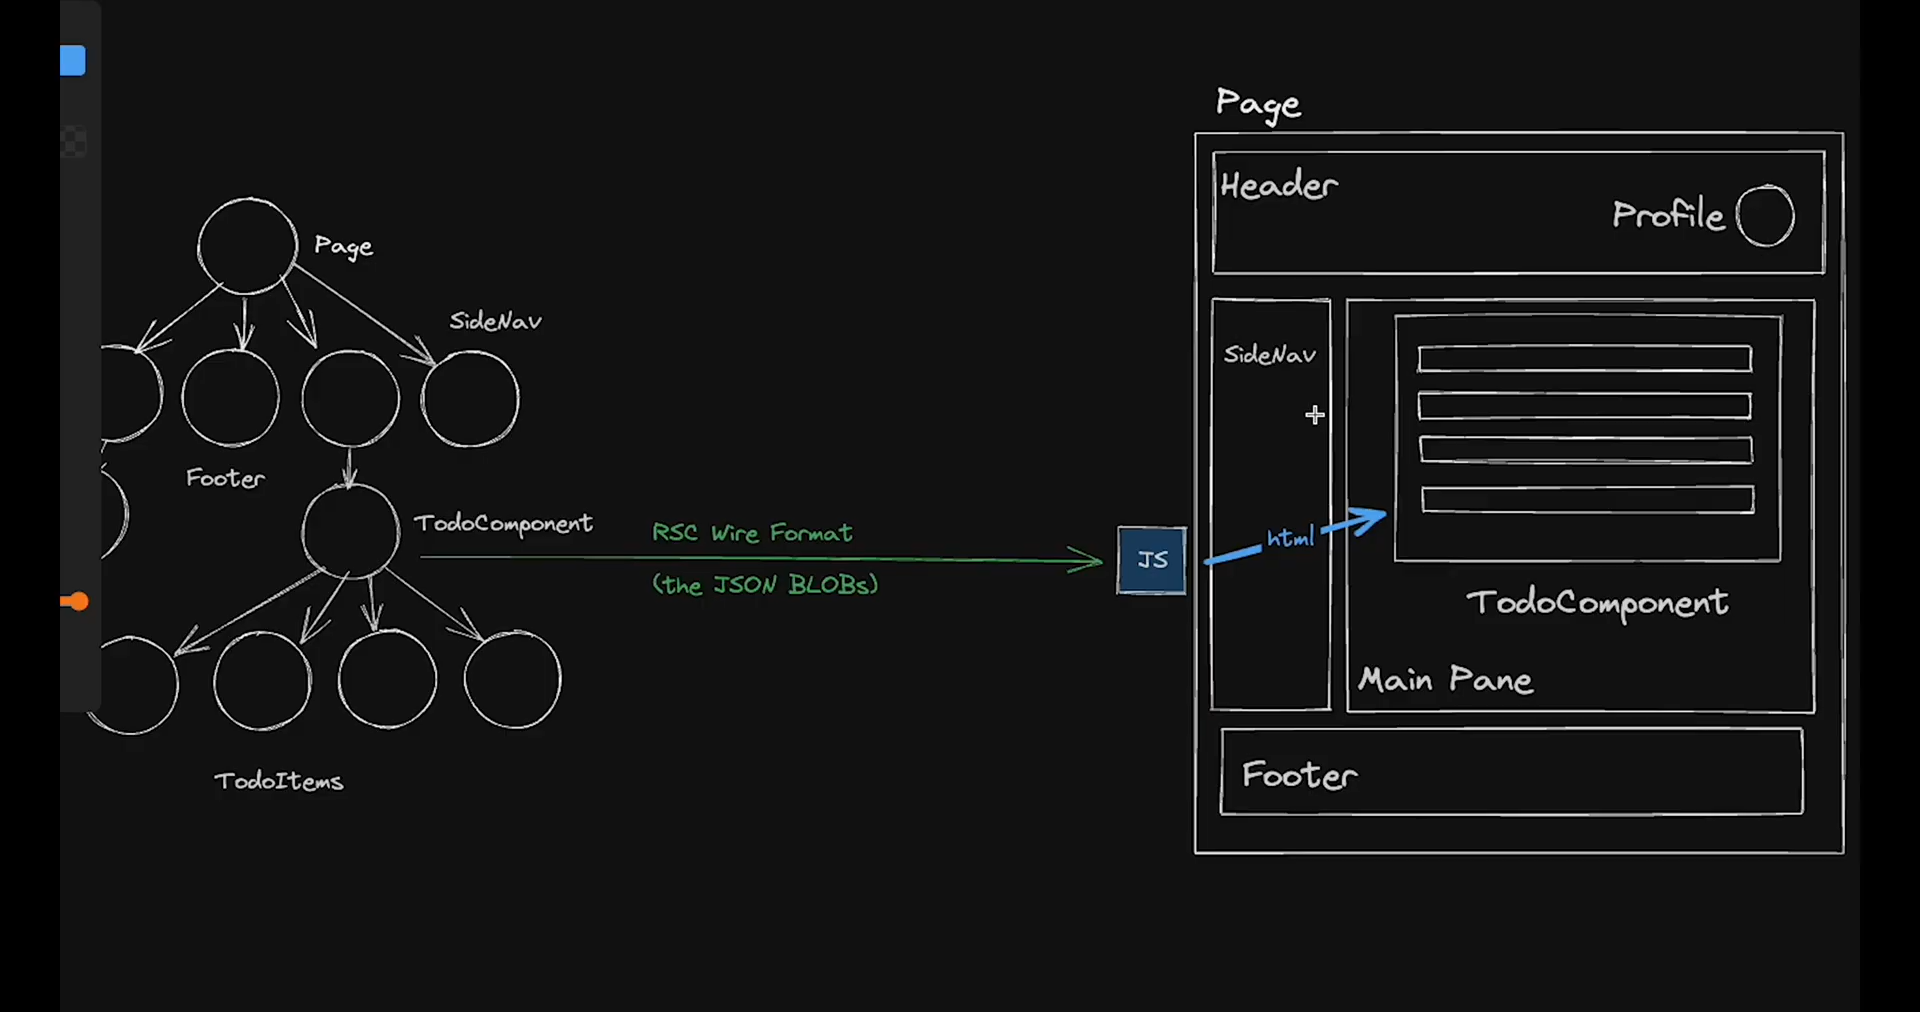 Page
SideNav
Footer
TodoComponent
TodoItems
RSC Wire Format
(the JSON BLOBs)
JS
html
Page
Header
Profile
SideNav
TodoComponent
Main Pane
Footer